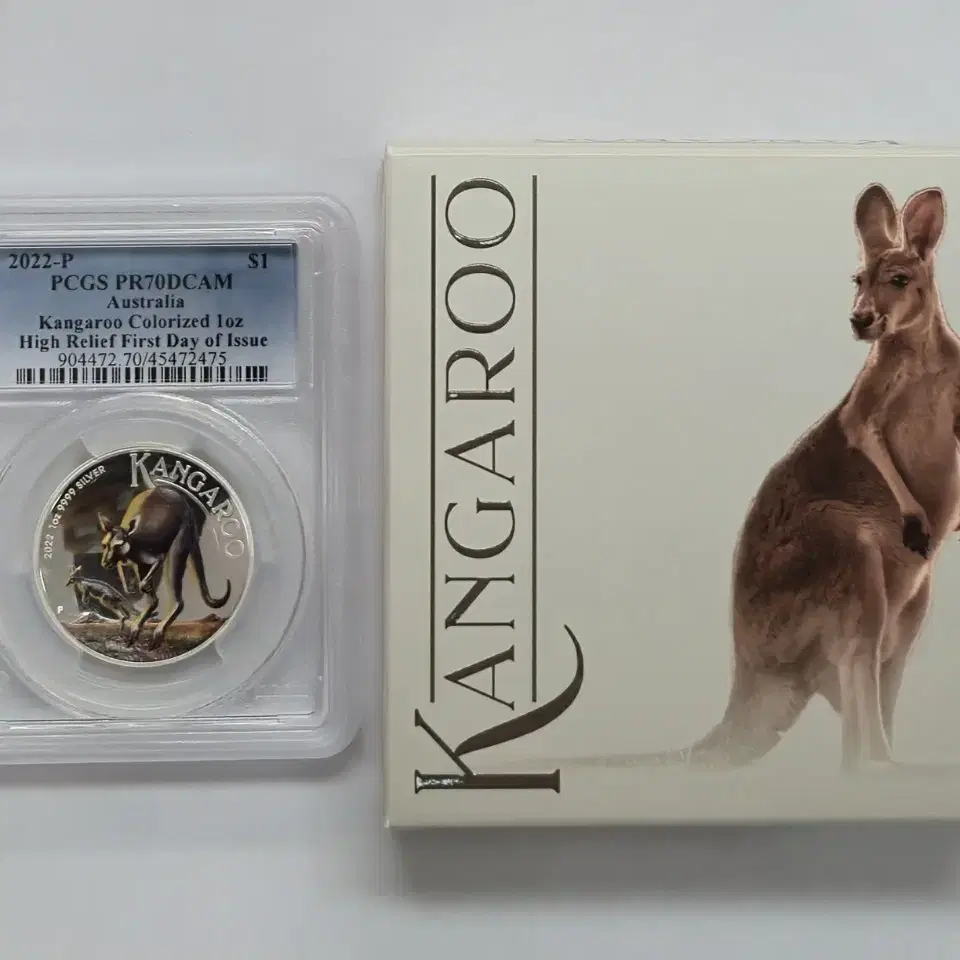 2022-P $1
PCGS PR70DCAM
Australia
Kangaroo Colorized 1oz
High Relief First Day of Issue
904472.70/45472475
KANGAROO
2022 1oz 9999 SILVER
P
KANGAROO